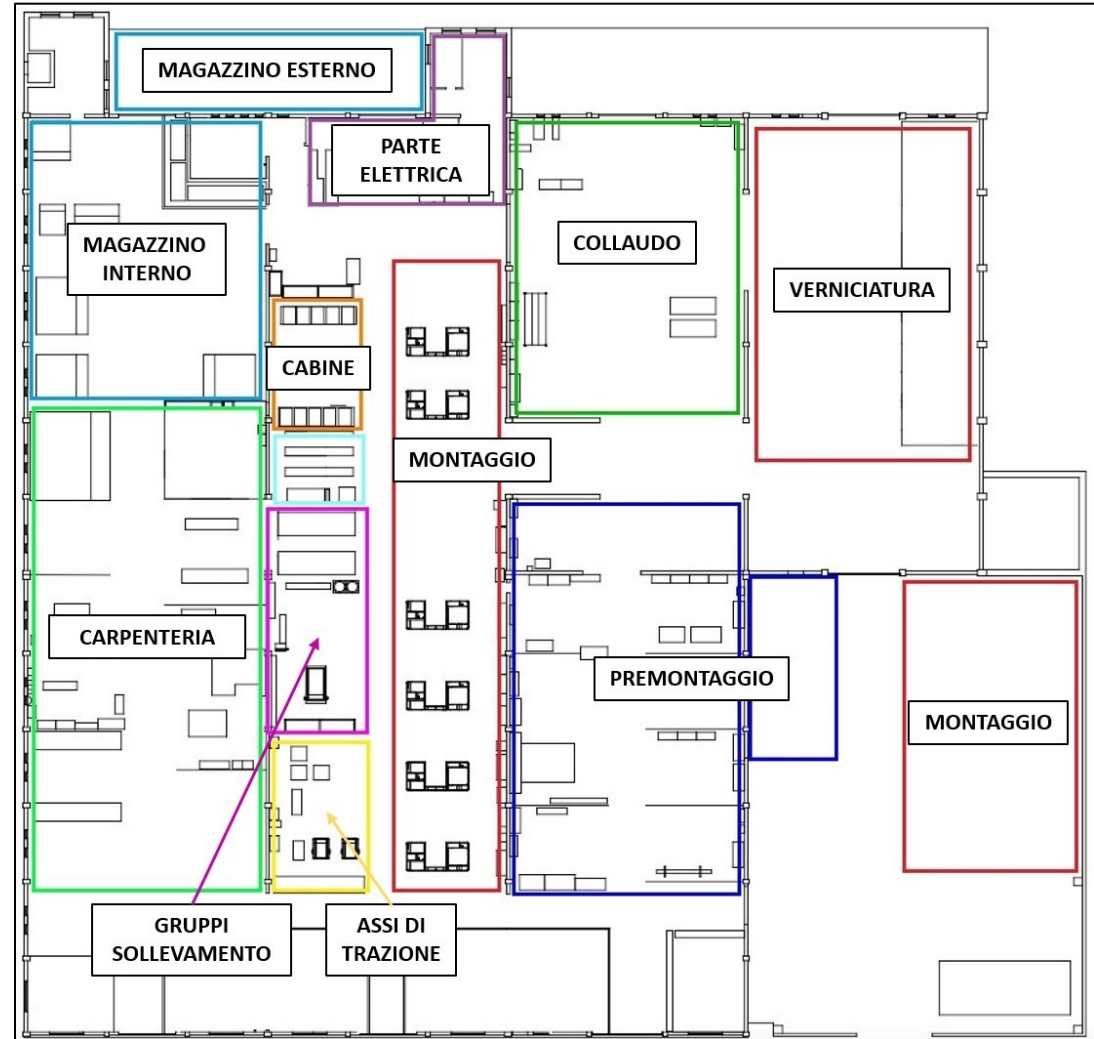 MAGAZZINO ESTERNO
PARTE
ELETTRICA
MAGAZZINO
INTERNO
COLLAUDO
VERNICIATURA
CABINE
MONTAGGIO
CARPENTERIA
PREMONTAGGIO
MONTAGGIO
GRUPPI
SOLLEVAMENTO
ASSI DI
TRAZIONE